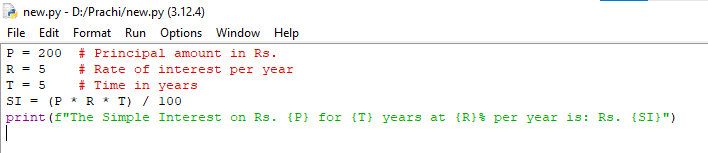 new.py - D:/Prachi/new.py (3.12.4)
File Edit Format Run Options Window Help
P = 200  # Principal amount in Rs.
R = 5    # Rate of interest per year
T = 5    # Time in years
SI = (P * R * T) / 100
print(f"The Simple Interest on Rs. {P} for {T} years at {R}% per year is: Rs. {SI}")